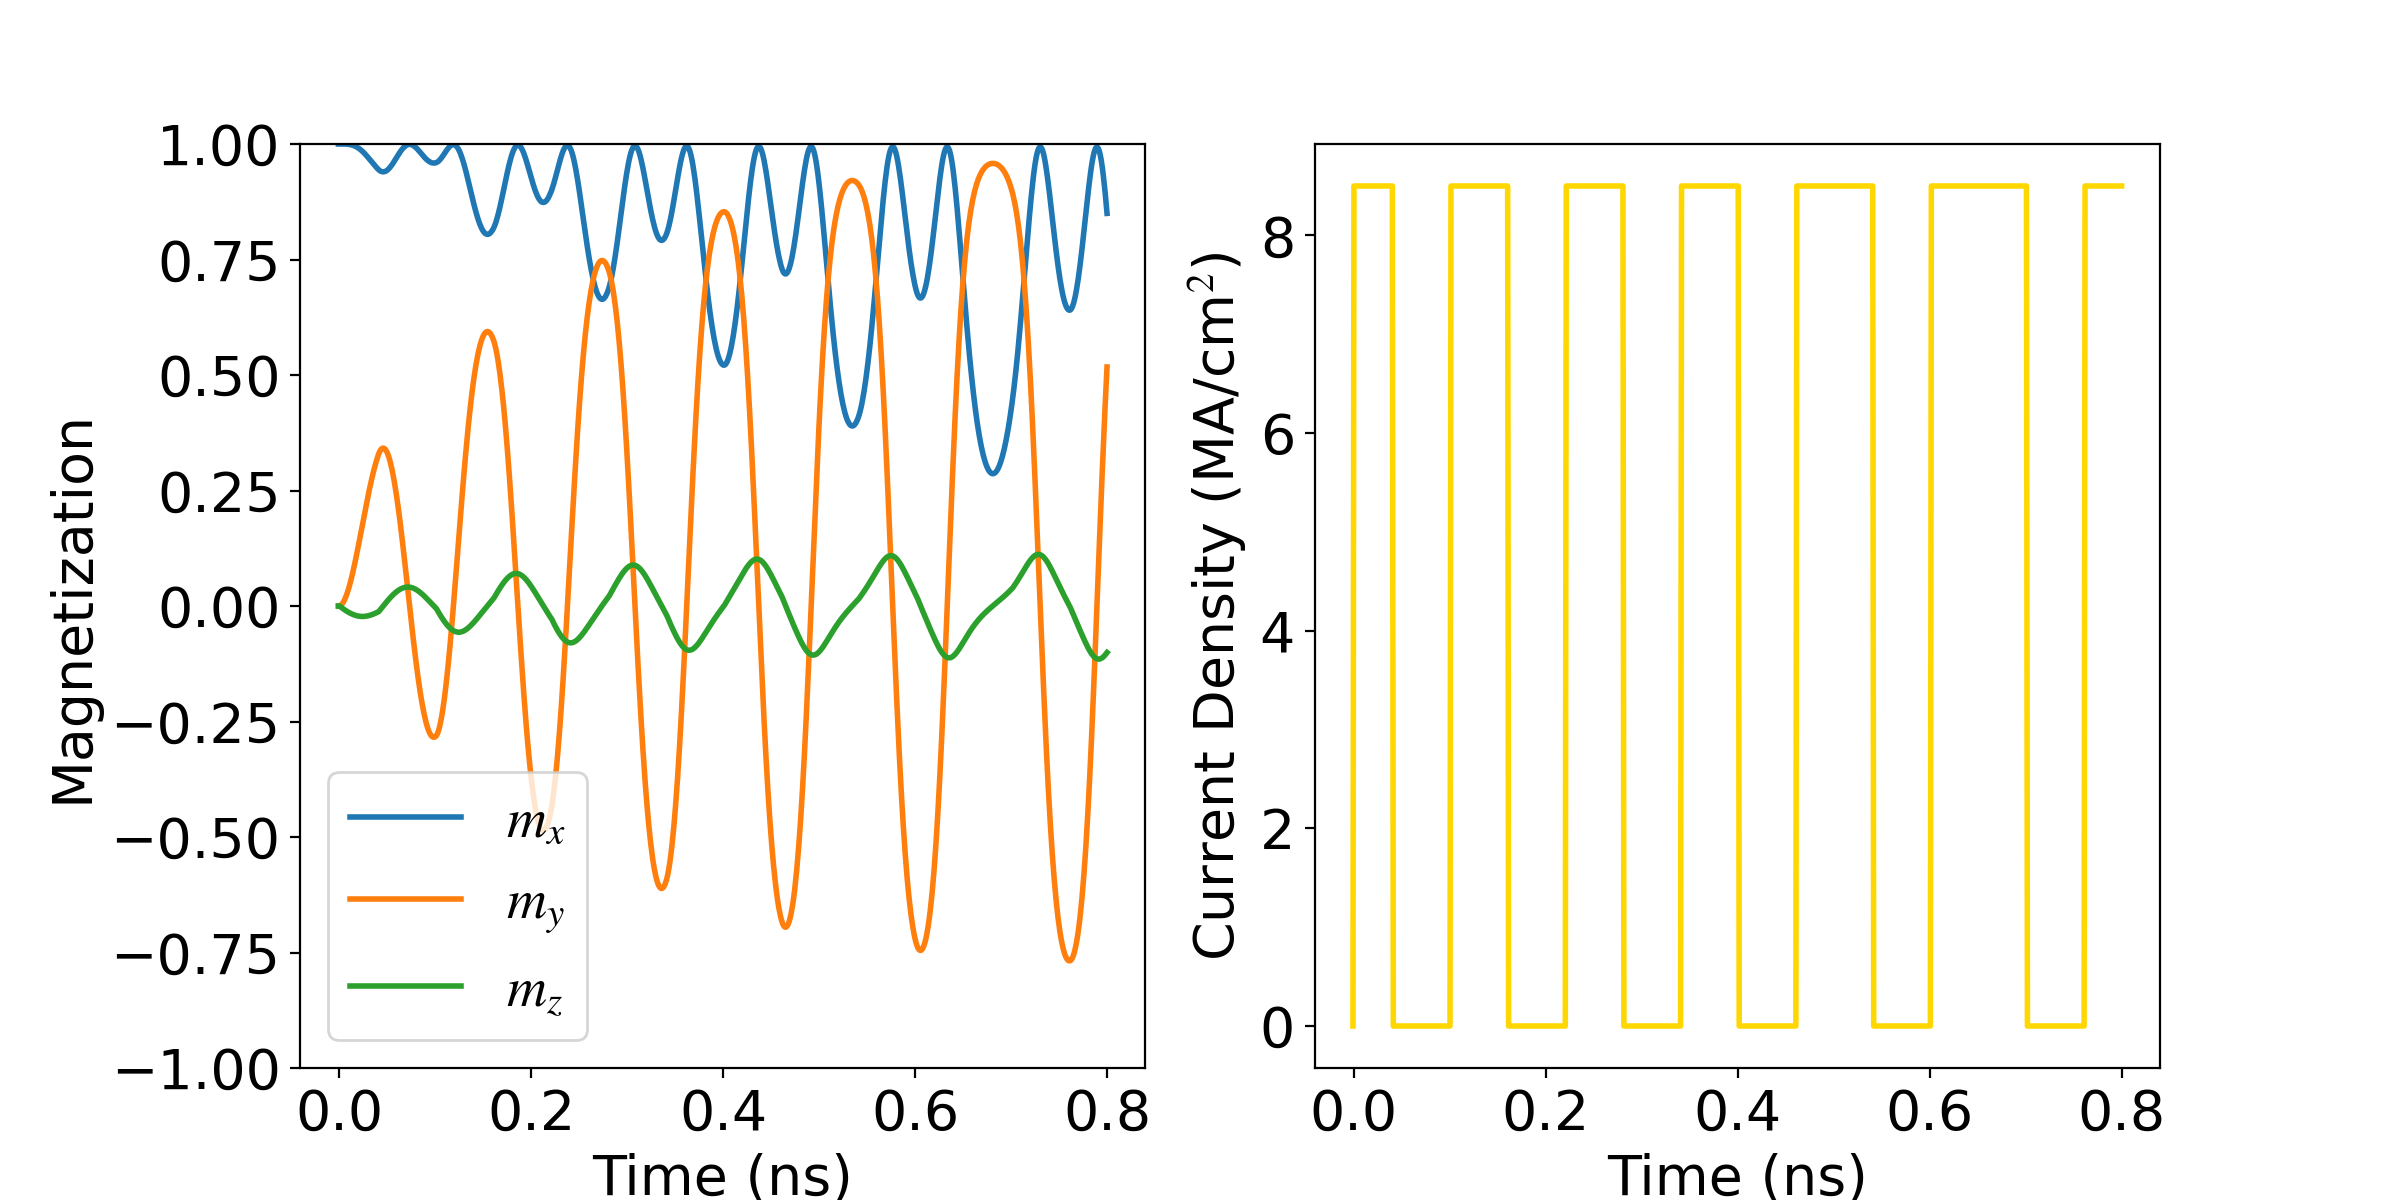 1.00
0.75
0.50
0.25
0.00
−0.25
−0.50
−0.75
−1.00
Magnetization
m_x
m_y
m_z
0.0 0.2 0.4 0.6 0.8
Time (ns)
8
6
4
2
0
Current Density (MA/cm²)
0.0 0.2 0.4 0.6 0.8
Time (ns)